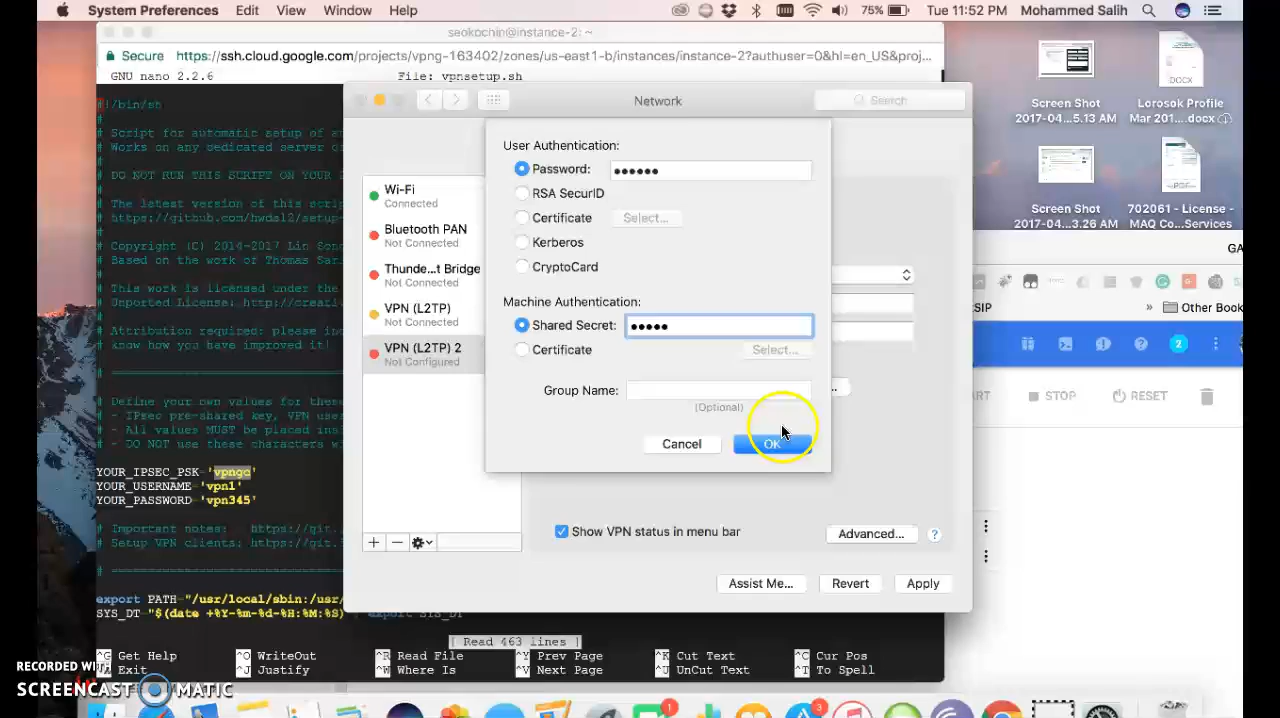 System Preferences Edit View Window Help 75% Tue 11:52 PM Mohammed Salih
seokochin@instance-2: ~
Secure https://ssh.cloud.google.com/projects/vpng-163402/zones/us-east1-b/instances/instance-2?authuser=0&hl=en_US&proj...
GNU nano 2.2.6 File: vpnsetup.sh
Network
Search
#!/bin/sh
#
# Script for automatic setup of
# Works on any dedicated server
#
# DO NOT RUN THIS SCRIPT ON YOUR
#
# The latest version of this scri
# https://github.com/hwdsl2/setup-
#
# Copyright (C) 2014-2017 Lin Son
# Based on the work of Thomas Sar
#
# This work is licensed under the
# Unported License: http://creati
#
# Attribution required: please in
# know how you have improved it!
#
# Define your own values for these
# - IPsec pre-shared key, VPN use
# - All values MUST be placed ins
# - DO NOT use these characters w
YOUR_IPSEC_PSK='vpngc'
YOUR_USERNAME='vpn1'
YOUR_PASSWORD='vpn345'
# Important notes: https://git.
# Setup VPN clients: https://git.
export PATH="/usr/local/sbin:/usr/
SYS_DT="$(date +%Y-%m-%d-%H:%M:%S) export SYS_DT
[ Read 463 lines ]
^G Get Help ^O WriteOut ^R Read File ^Y Prev Page ^K Cut Text ^C Cur Pos
Exit ^J Justify ^W Where Is ^V Next Page ^U UnCut Text ^T To Spell
Wi-Fi
Connected
Bluetooth PAN
Not Connected
Thunde...t Bridge
Not Connected
VPN (L2TP)
Not Connected
VPN (L2TP) 2
Not Configured
User Authentication:
Password: ••••••
RSA SecurID
Certificate Select...
Kerberos
CryptoCard
Machine Authentication:
Shared Secret: •••••
Certificate Select...
Group Name:
(Optional)
Cancel OK
Show VPN status in menu bar
Advanced... ?
Assist Me... Revert Apply
Screen Shot
2017-04...5.13 AM
DOCX
Lorosok Profile
Mar 201....docx
Screen Shot
2017-04...3.26 AM
PDF
702061 - License -
MAQ Co...Services
GA
SIP » Other Book
2
ART STOP RESET
RECORDED WITH
SCREENCAST MATIC
1
3